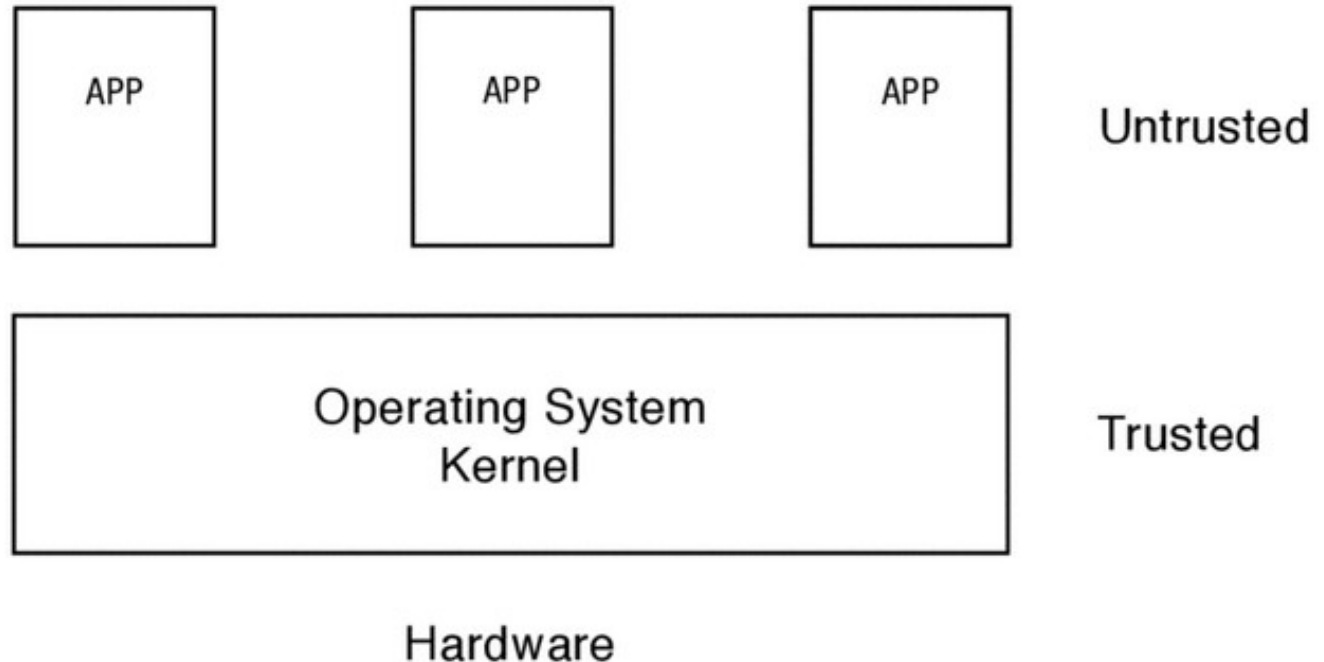 APP APP APP Untrusted
Operating System
Kernel
Trusted
Hardware